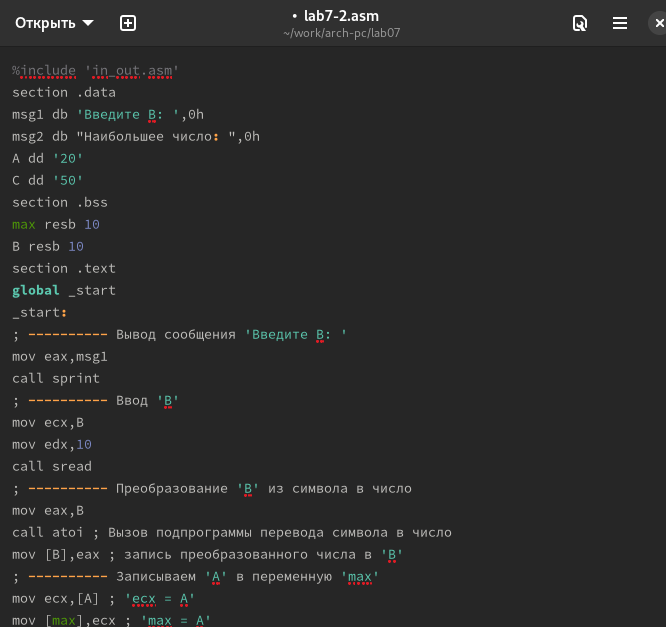 Открыть
• lab7-2.asm
~/work/arch-pc/lab07
%include 'in_out.asm'
section .data
msg1 db 'Введите B: ',0h
msg2 db "Наибольшее число: ",0h
A dd '20'
C dd '50'
section .bss
max resb 10
B resb 10
section .text
global _start
_start:
; ---------- Вывод сообщения 'Введите B: '
mov eax,msg1
call sprint
; ---------- Ввод 'B'
mov ecx,B
mov edx,10
call sread
; ---------- Преобразование 'B' из символа в число
mov eax,B
call atoi ; Вызов подпрограммы перевода символа в число
mov [B],eax ; запись преобразованного числа в 'B'
; ---------- Записываем 'A' в переменную 'max'
mov ecx,[A] ; 'ecx = A'
mov [max],ecx ; 'max = A'